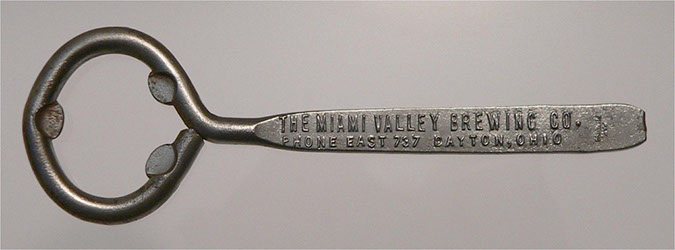 THE MIAMI VALLEY BREWING CO.
PHONE EAST 737 DAYTON, OHIO